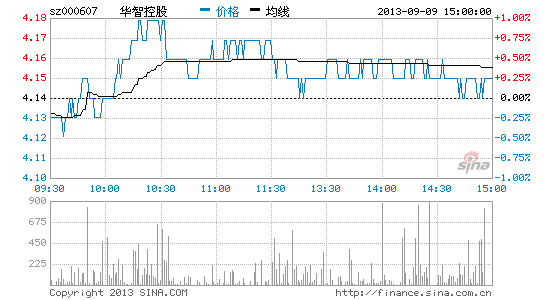 sz000607 华智控股 价格 均线 2013-09-09 15:00:00
4.18 1.00%
4.17 0.75%
4.16 0.50%
4.15 0.25%
4.14 0.00%
4.13 0.25%
4.12 0.50%
4.11 0.75%
4.10 1.00%
sina
新浪财经
09:30 10:00 10:30 11:00 11:30 13:30 14:00 14:30 15:00
900
675
450
225
Copyright 2013 SINA.COM http://finance.sina.com.cn